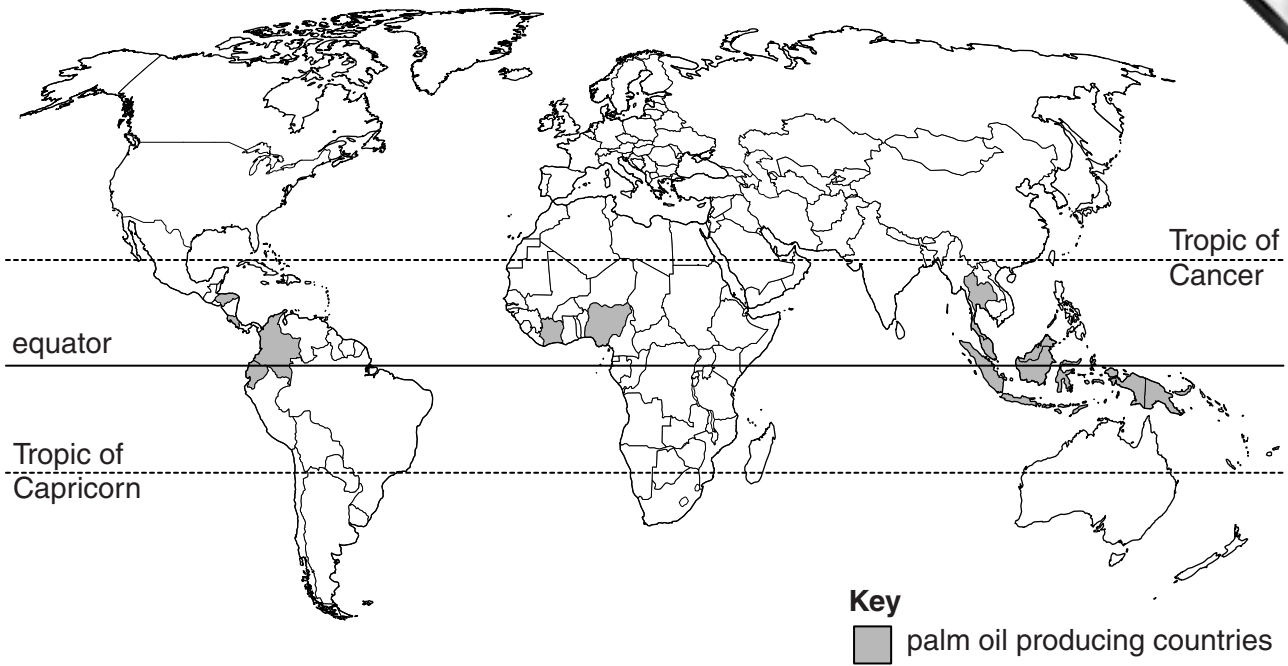 Tropic of
Cancer
equator
Tropic of
Capricorn
Key
palm oil producing countries